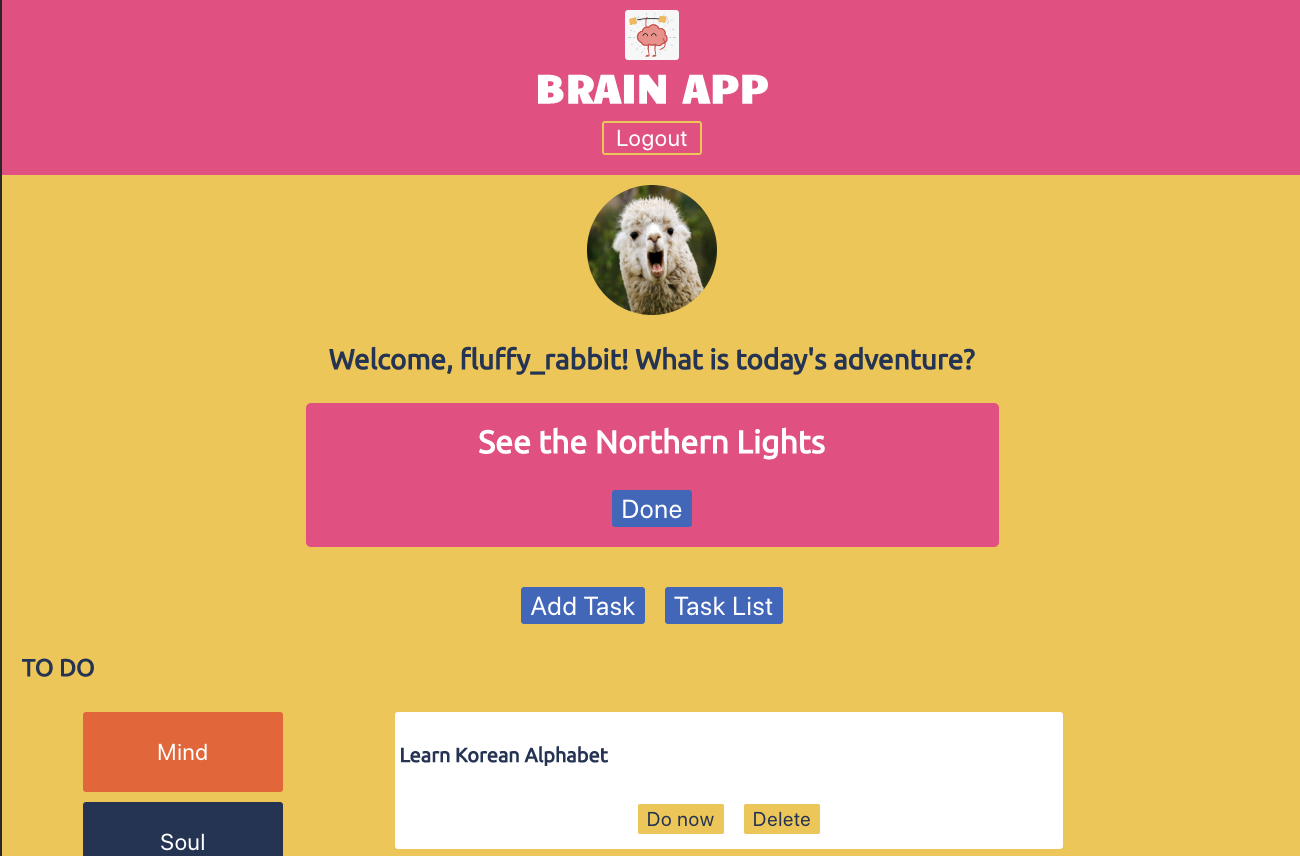 BRAIN APP
Logout
Welcome, fluffy_rabbit! What is today's adventure?
See the Northern Lights
Done
Add Task Task List
TO DO
Mind
Learn Korean Alphabet
Do now Delete
Soul